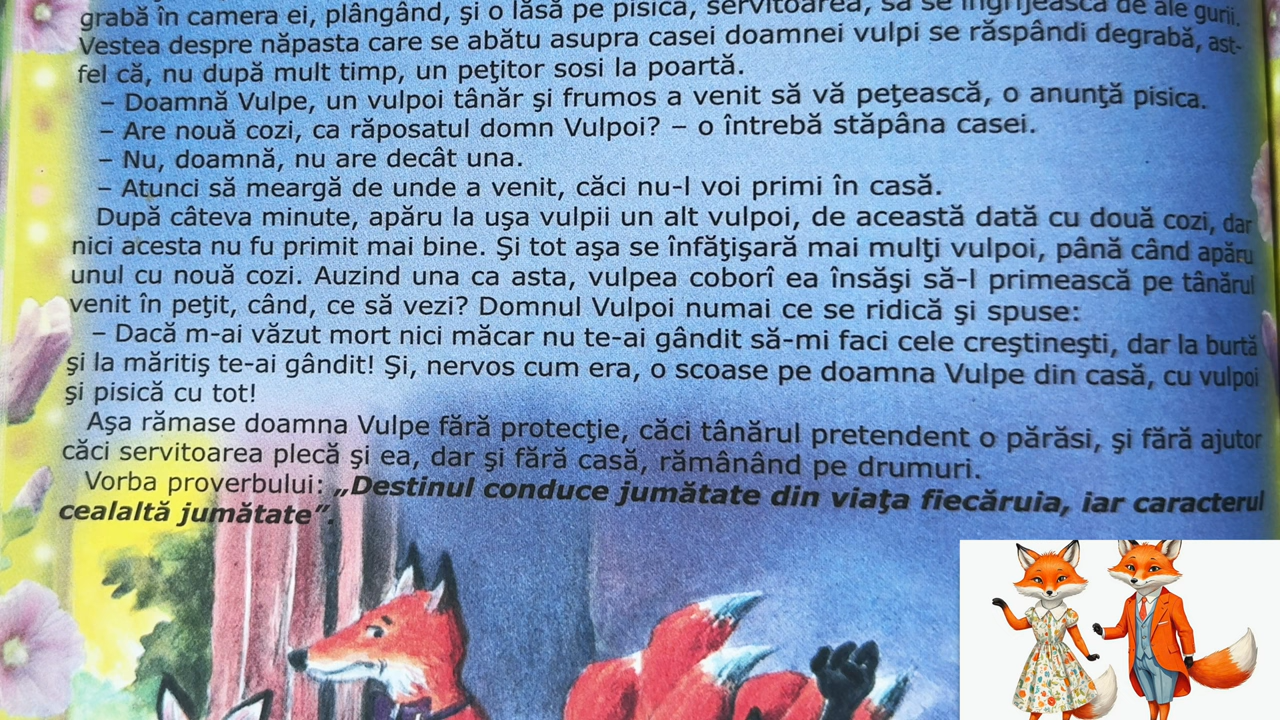 grabă în camera ei, plângând, şi o lăsă pe pisica, servitoarea, să se îngrijească de ale gurii.
Vestea despre năpasta care se abătu asupra casei doamnei vulpi se răspândi degrabă, ast-
fel că, nu după mult timp, un peţitor sosi la poartă.
– Doamnă Vulpe, un vulpoi tânăr şi frumos a venit să vă peţească, o anunţă pisica.
– Are nouă cozi, ca răposatul domn Vulpoi? – o întrebă stăpâna casei.
– Nu, doamnă, nu are decât una.
– Atunci să meargă de unde a venit, căci nu-l voi primi în casă.
După câteva minute, apăru la uşa vulpii un alt vulpoi, de această dată cu două cozi, dar
nici acesta nu fu primit mai bine. Şi tot aşa se înfăţişară mai mulţi vulpoi, până când apăru
unul cu nouă cozi. Auzind una ca asta, vulpea coborî ea însăşi să-l primească pe tânărul
venit în peţit, când, ce să vezi? Domnul Vulpoi numai ce se ridică şi spuse:
– Dacă m-ai văzut mort nici măcar nu te-ai gândit să-mi faci cele creştineşti, dar la burtă
şi la măritiş te-ai gândit! Şi, nervos cum era, o scoase pe doamna Vulpe din casă, cu vulpoi
şi pisică cu tot!
Aşa rămase doamna Vulpe fără protecţie, căci tânărul pretendent o părăsi, şi fără ajutor
căci servitoarea plecă şi ea, dar şi fără casă, rămânând pe drumuri.
Vorba proverbului: „Destinul conduce jumătate din viaţa fiecăruia, iar caracterul
cealaltă jumătate”.